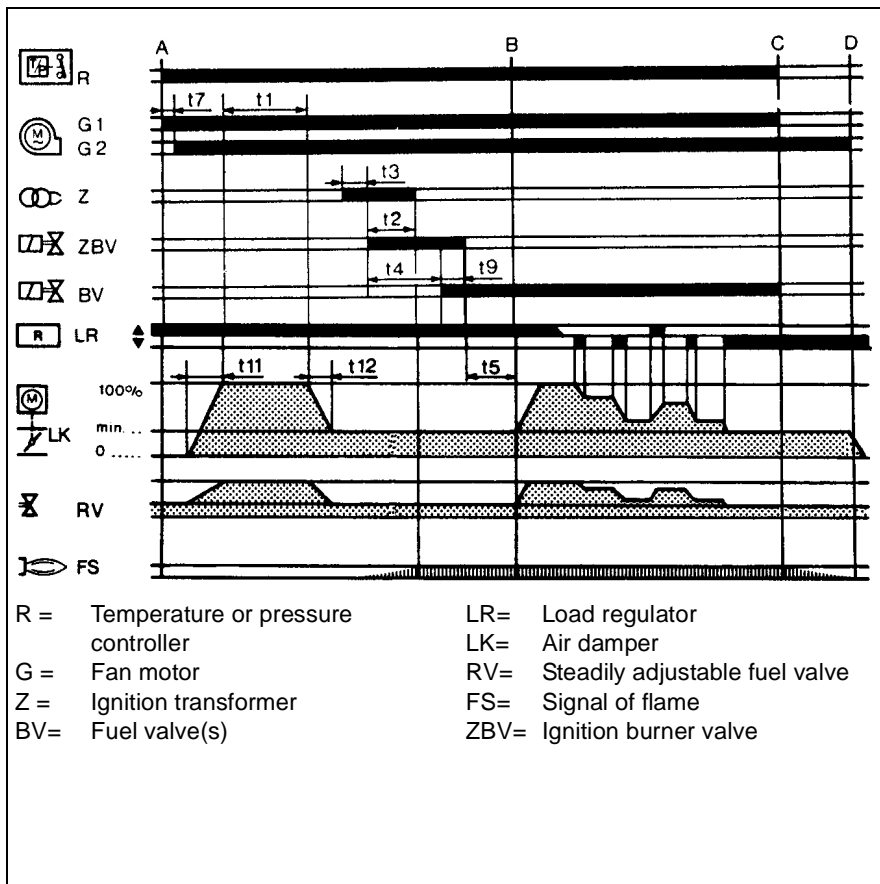 A B C D
R
t7 t1
G1
G2
t3
Z
t2
ZBV
t4 t9
BV
R LR
t11 t12 t5
100%
M
min. ..
LK
0 .....
RV
FS
R = Temperature or pressure controller
G = Fan motor
Z = Ignition transformer
BV= Fuel valve(s)
LR= Load regulator
LK= Air damper
RV= Steadily adjustable fuel valve
FS= Signal of flame
ZBV= Ignition burner valve